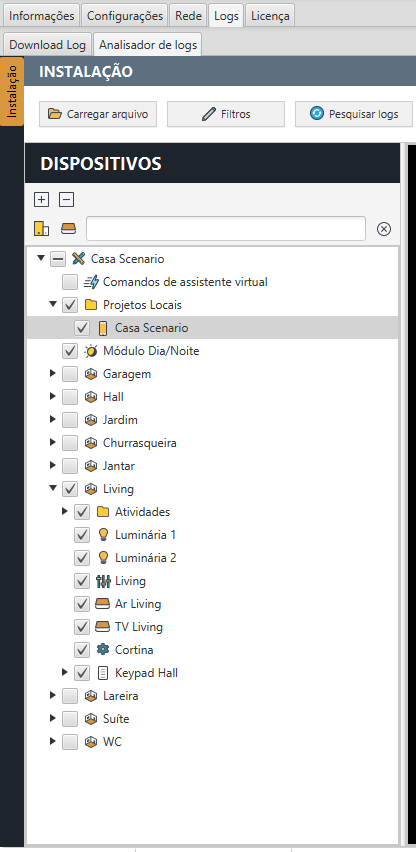 Informações Configurações Rede Logs Licença
Download Log Analisador de logs
Instalação
INSTALAÇÃO
Carregar arquivo Filtros Pesquisar logs
DISPOSITIVOS
Casa Scenario
Comandos de assistente virtual
Projetos Locais
Casa Scenario
Módulo Dia/Noite
Garagem
Hall
Jardim
Churrasqueira
Jantar
Living
Atividades
Luminária 1
Luminária 2
Living
Ar Living
TV Living
Cortina
Keypad Hall
Lareira
Suíte
WC